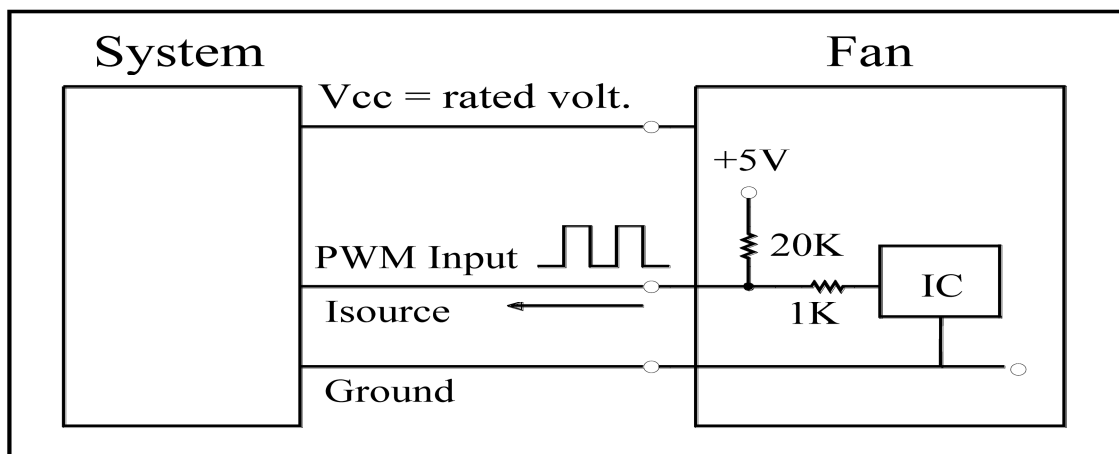 System
Fan
Vcc = rated volt.
+5V
20K
PWM Input
IC
Isource
1K
Ground